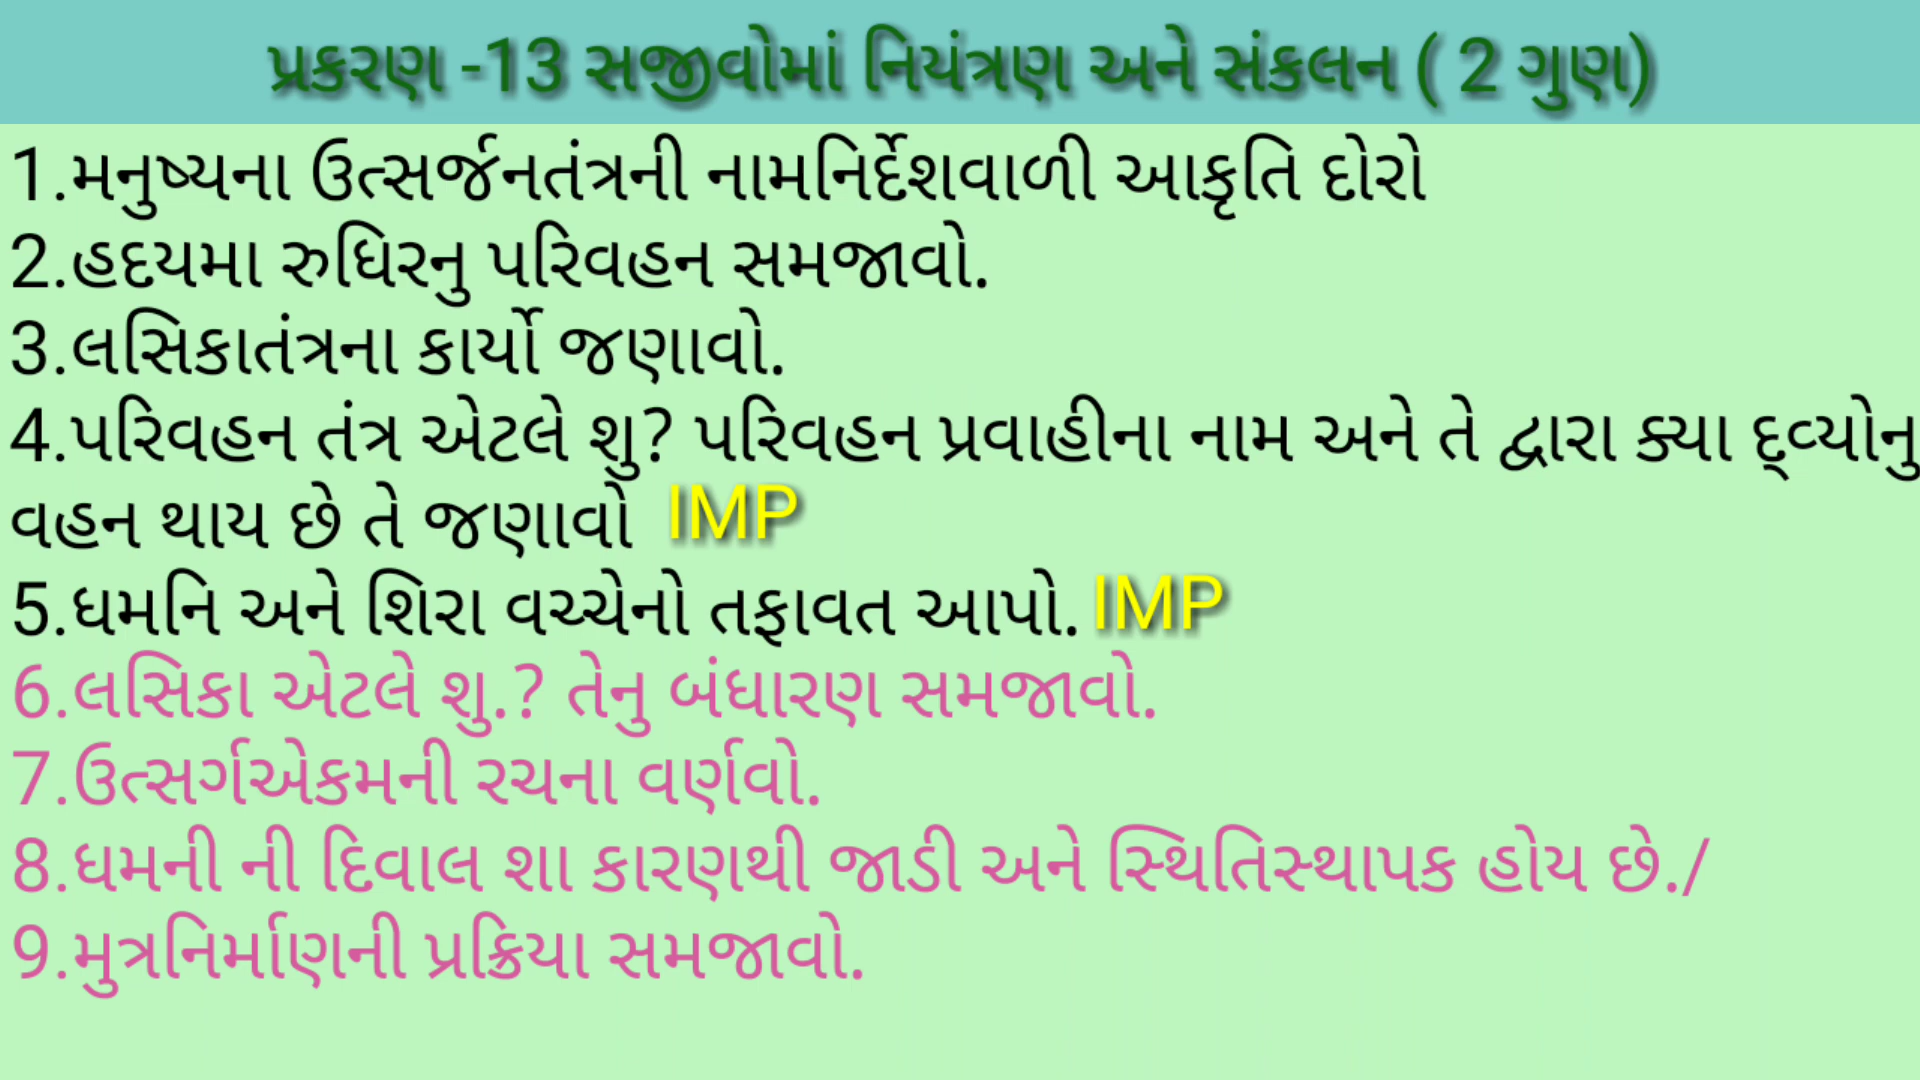 પ્રકરણ -13 સજીવોમાં નિયંત્રણ અને સંકલન ( 2 ગુણ)
1.મનુષ્યના ઉત્સર્જનતંત્રની નામનિર્દેશવાળી આકૃતિ દોરો
2.હદયમા રુધિરનુ પરિવહન સમજાવો.
3.લસિકાતંત્રના કાર્યો જણાવો.
4.પરિવહન તંત્ર એટલે શુ? પરિવહન પ્રવાહીના નામ અને તે દ્વારા ક્યા દ્વ્યોનુ
વહન થાય છે તે જણાવો IMP
5.ધમનિ અને શિરા વચ્ચેનો તફાવત આપો. IMP
6.લસિકા એટલે શુ.? તેનુ બંધારણ સમજાવો.
7.ઉત્સર્ગએકમની રચના વર્ણવો.
8.ધમની ની દિવાલ શા કારણથી જાડી અને સ્થિતિસ્થાપક હોય છે./
9.મુત્રનિર્માણની પ્રક્રિયા સમજાવો.